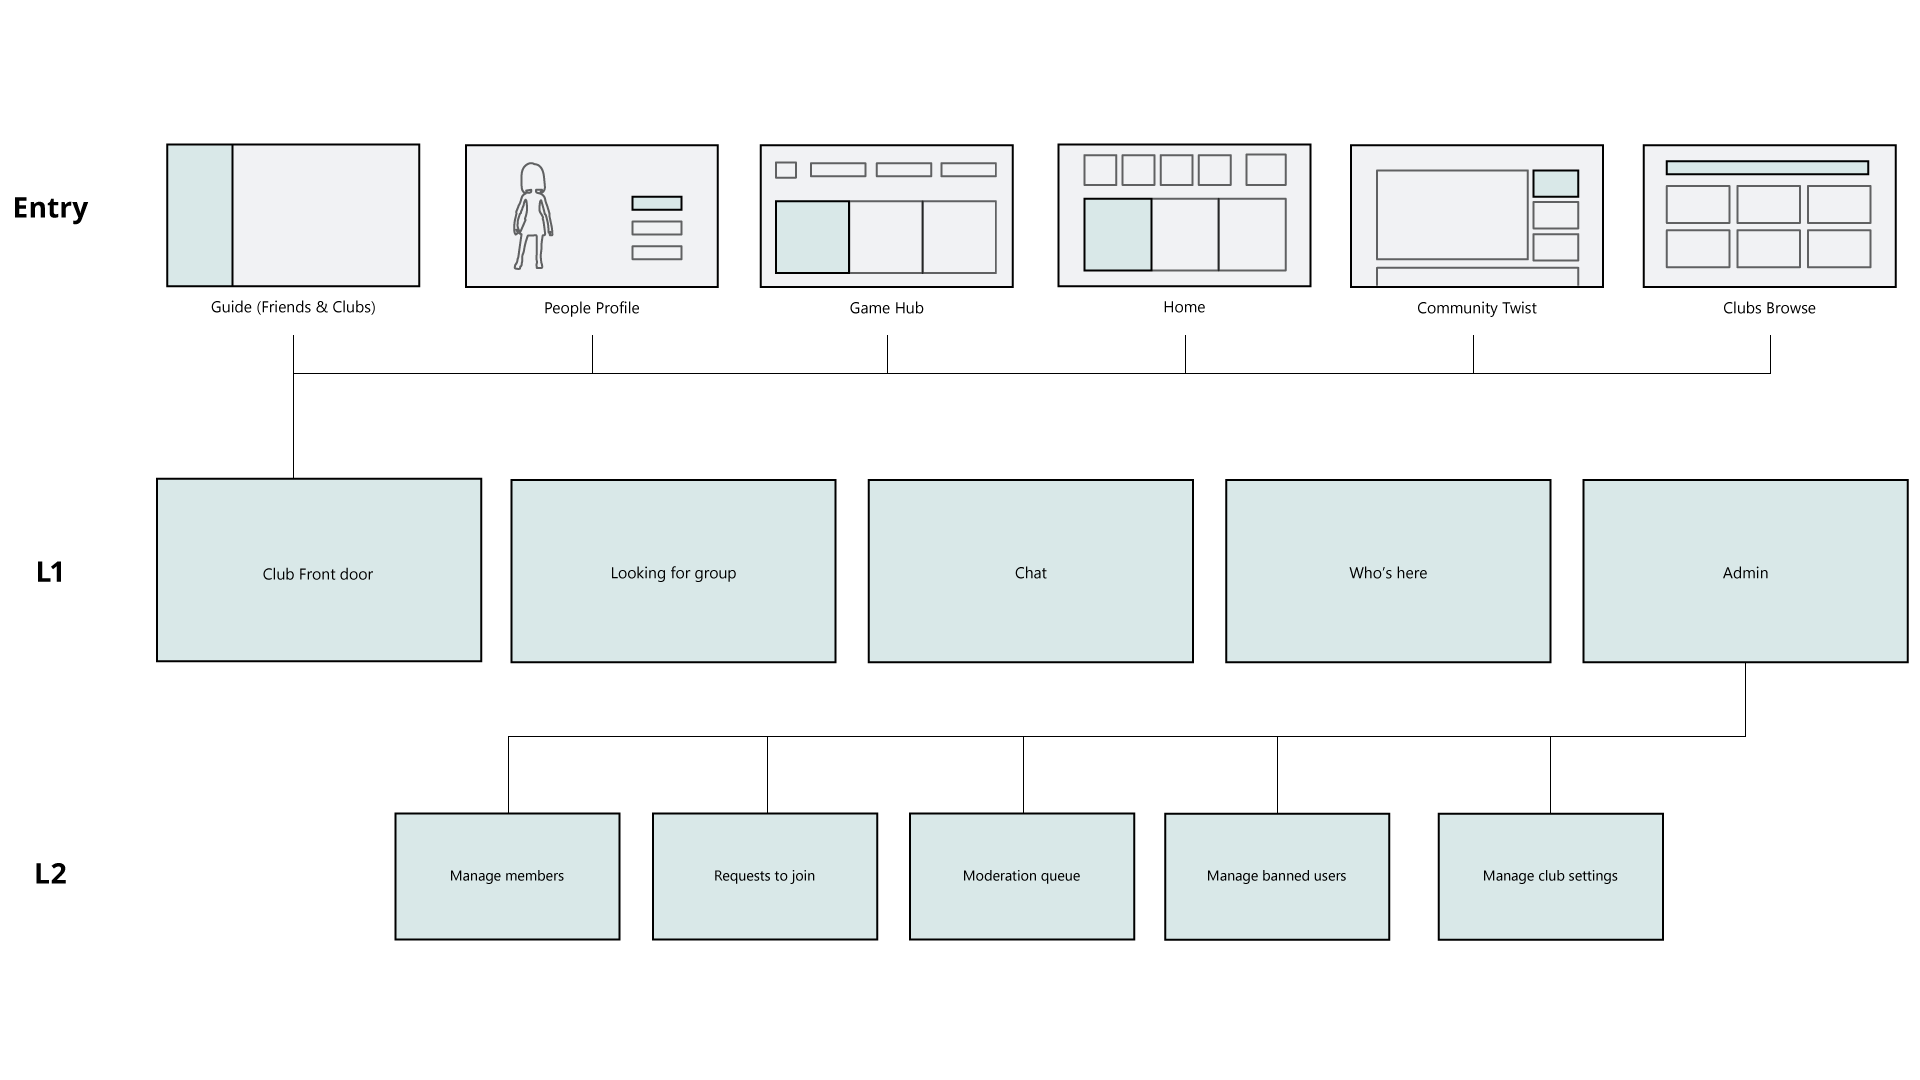 Entry
Guide (Friends & Clubs)
People Profile
Game Hub
Home
Community Twist
Clubs Browse
L1
Club Front door
Looking for group
Chat
Who’s here
Admin
L2
Manage members
Requests to join
Moderation queue
Manage banned users
Manage club settings